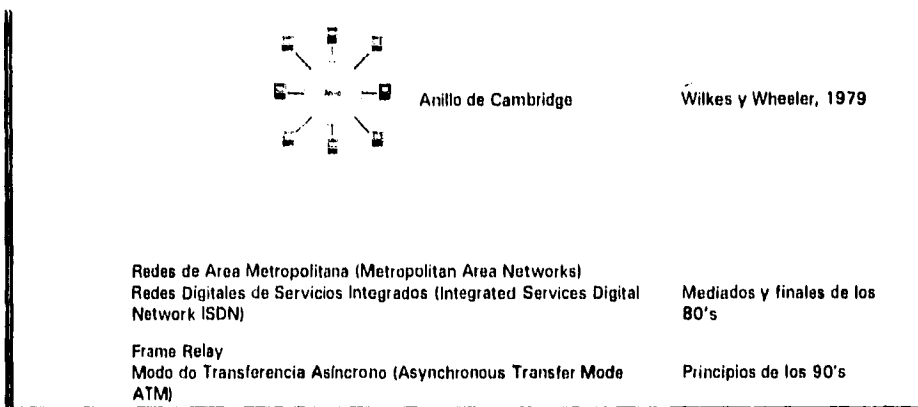 Anillo de Cambridge
Wilkes y Wheeler, 1979
Redes de Area Metropolitana (Metropolitan Area Networks)
Redes Digitales de Servicios Integrados (Integrated Services Digital
Network ISDN)
Mediados y finales de los
80's
Frame Relay
Modo de Transferencia Asíncrono (Asynchronous Transfer Mode
ATM)
Principios de los 90's